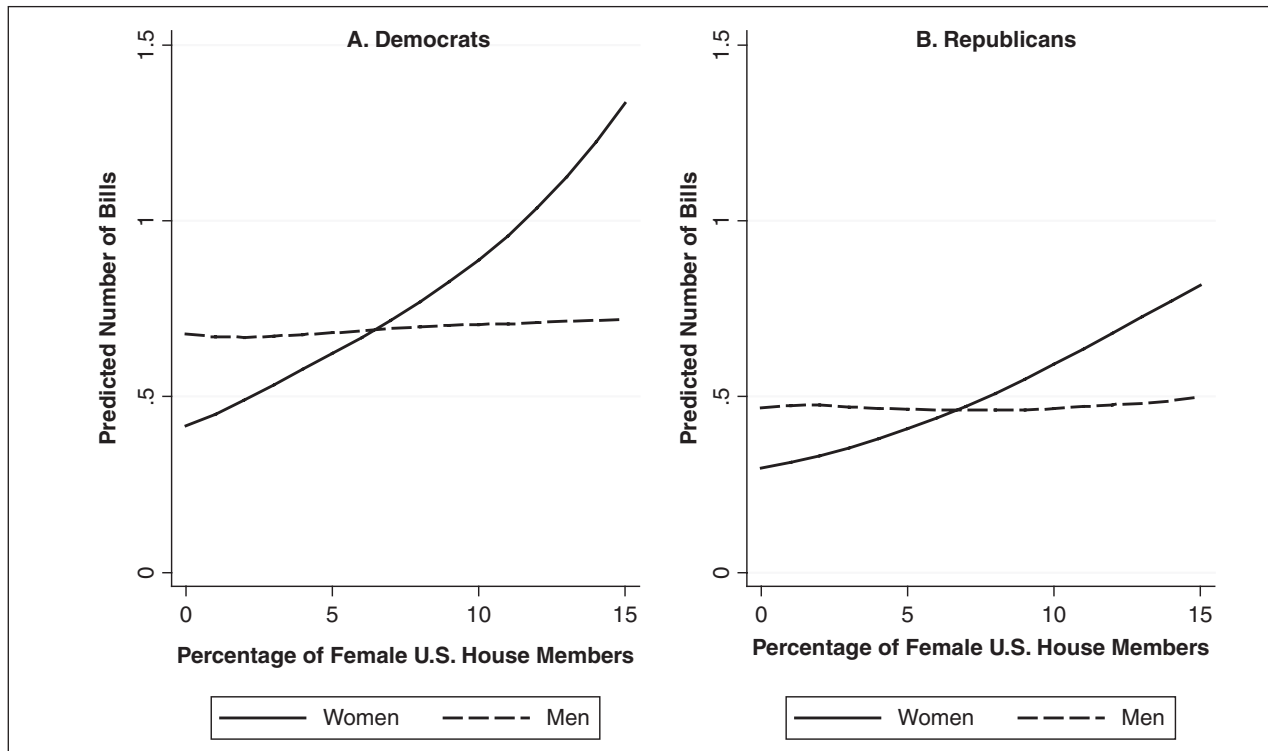 A. Democrats
1.5
1
.5
0
Predicted Number of Bills
0 5 10 15
Percentage of Female U.S. House Members
Women Men
B. Republicans
1.5
1
.5
0
Predicted Number of Bills
0 5 10 15
Percentage of Female U.S. House Members
Women Men